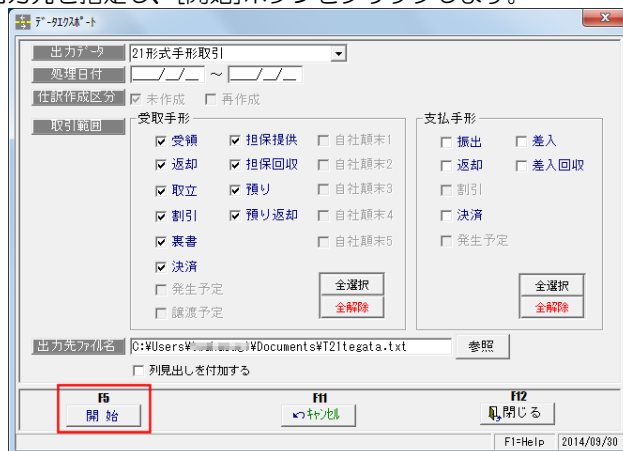 力先を指定し、[開始]ボタンをクリックします。
ﾃﾞｰﾀｴｸｽﾎﾟｰﾄ
出力ﾃﾞｰﾀ 21形式手形取引
処理日付 __/__/__ ～ __/__/__
仕訳作成区分 未作成 再作成
取引範囲 受取手形 支払手形
受領 担保提供 自社顛末1 振出 差入
返却 担保回収 自社顛末2 返却 差入回収
取立 預り 自社顛末3 割引
割引 預り返却 自社顛末4 決済
裏書 自社顛末5 発生予定
決済
発生予定 全選択 全選択
譲渡予定 全解除 全解除
出力先ﾌｧｲﾙ名 C:¥Users¥ ¥Documents¥T21tegata.txt 参照
列見出しを付加する
F5 F11 F12
開 始 ｷｬﾝｾﾙ 閉じる
F1=Help 2014/09/30